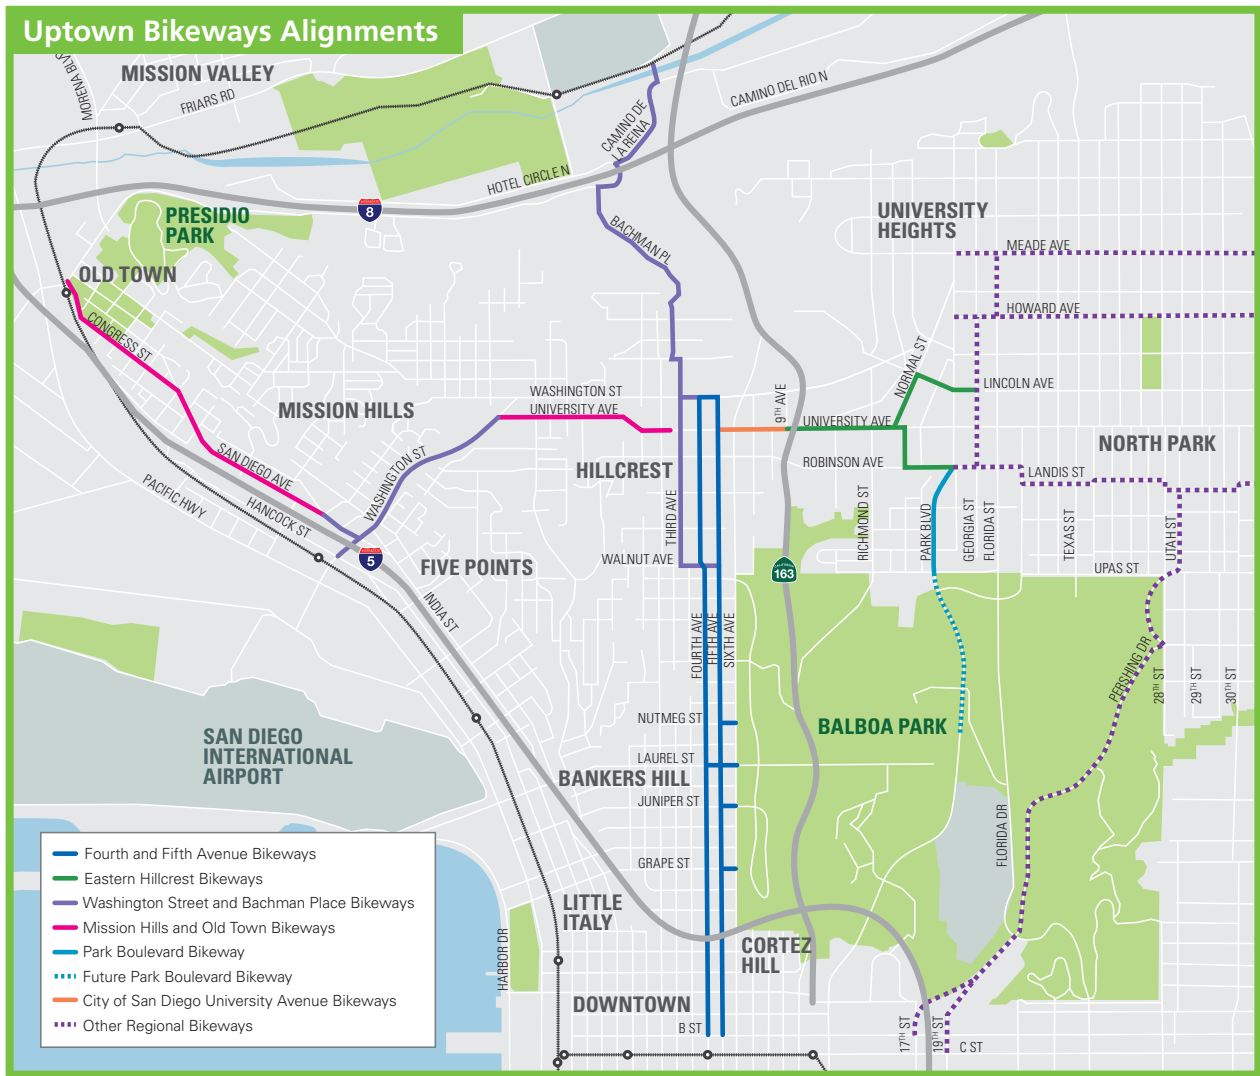 Uptown Bikeways Alignments
MISSION VALLEY
MORENA BLVD
FRIARS RD
CAMINO DEL RIO N
CAMINO DE
LA REINA
HOTEL CIRCLE N
8
PRESIDIO
PARK
UNIVERSITY
HEIGHTS
BACHMAN PL
MEADE AVE
OLD TOWN
HOWARD AVE
CONGRESS ST
NORMAL ST
LINCOLN AVE
WASHINGTON ST
UNIVERSITY AVE
9TH AVE
MISSION HILLS
UNIVERSITY AVE
NORTH PARK
SAN DIEGO AVE
WASHINGTON ST
HILLCREST
ROBINSON AVE
LANDIS ST
PACIFIC HWY
HANCOCK ST
THIRD AVE
RICHMOND ST
PARK BLVD
GEORGIA ST
FLORIDA ST
TEXAS ST
UTAH ST
5
FIVE POINTS
WALNUT AVE
163
UPAS ST
INDIA ST
FOURTH AVE
FIFTH AVE
SIXTH AVE
PERSHING DR
28TH ST
29TH ST
30TH ST
NUTMEG ST
BALBOA PARK
SAN DIEGO
INTERNATIONAL
AIRPORT
LAUREL ST
BANKERS HILL
JUNIPER ST
FLORIDA DR
GRAPE ST
Fourth and Fifth Avenue Bikeways
Eastern Hillcrest Bikeways
Washington Street and Bachman Place Bikeways
Mission Hills and Old Town Bikeways
Park Boulevard Bikeway
Future Park Boulevard Bikeway
City of San Diego University Avenue Bikeways
Other Regional Bikeways
LITTLE
ITALY
HARBOR DR
CORTEZ
HILL
DOWNTOWN
B ST
17TH ST
19TH ST
C ST